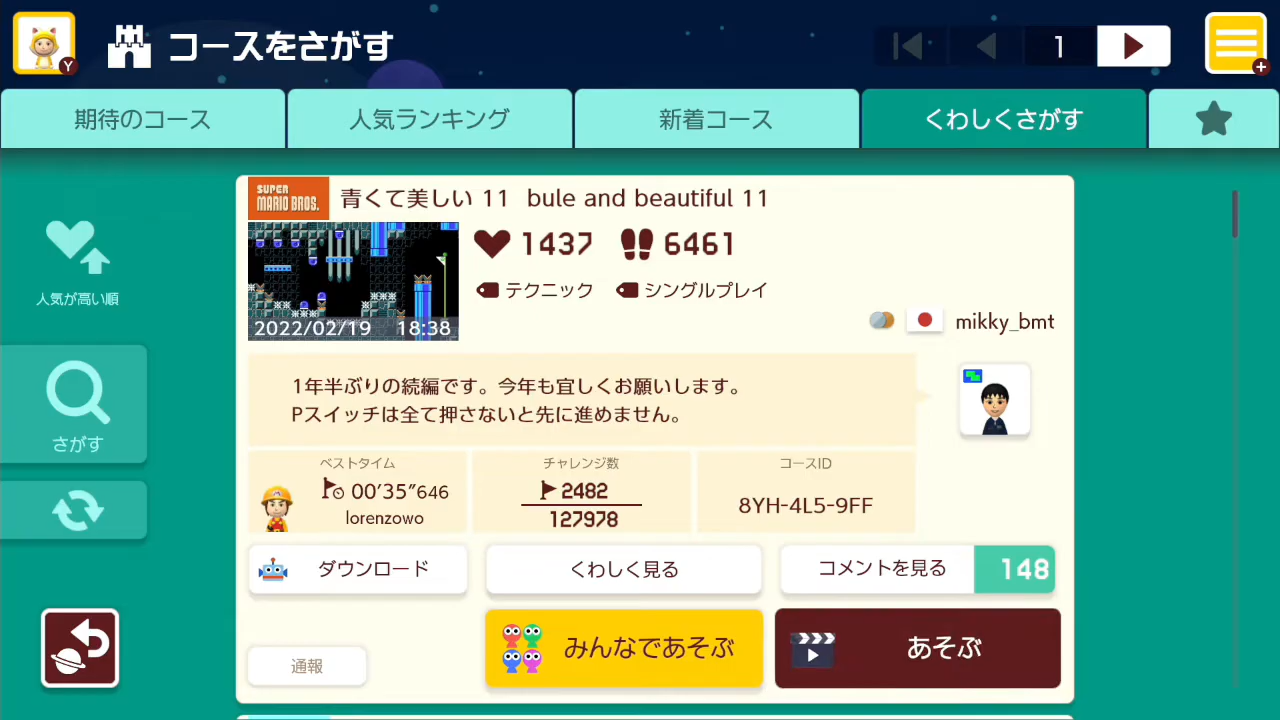 Y
コースをさがす
1
+
期待のコース
人気ランキング
新着コース
くわしくさがす
人気が高い順
さがす
SUPER
MARIO BROS.
青くて美しい 11 bule and beautiful 11
1437
6461
テクニック
シングルプレイ
2022/02/19 18:38
mikky_bmt
1年半ぶりの続編です。今年も宜しくお願いします。
Pスイッチは全て押さないと先に進めません。
ベストタイム
00'35"646
lorenzowo
チャレンジ数
2482
127978
コースID
8YH-4L5-9FF
ダウンロード
くわしく見る
コメントを見る
148
通報
みんなであそぶ
あそぶ